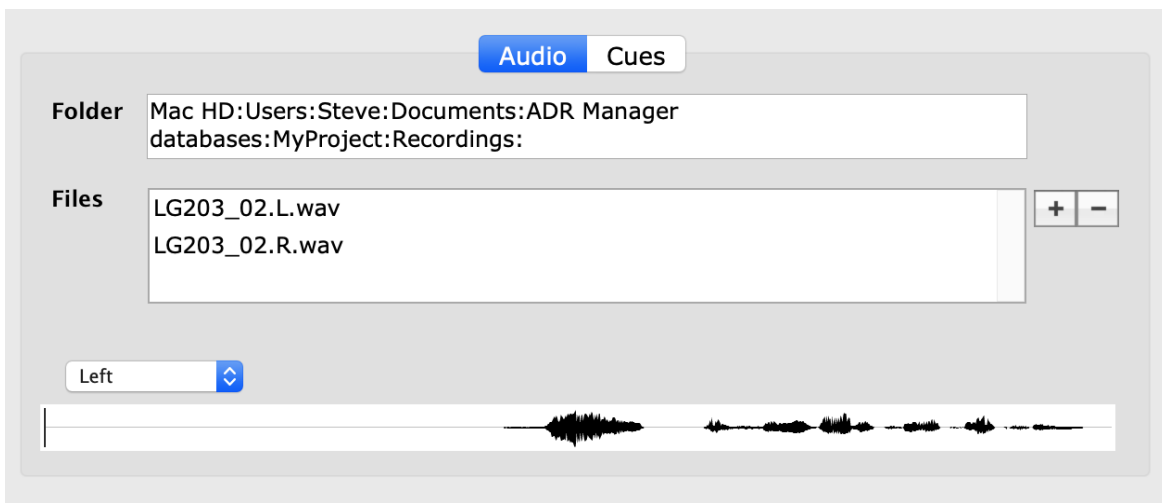 Audio Cues
Folder Mac HD:Users:Steve:Documents:ADR Manager
databases:MyProject:Recordings:
Files LG203_02.L.wav + −
LG203_02.R.wav
Left